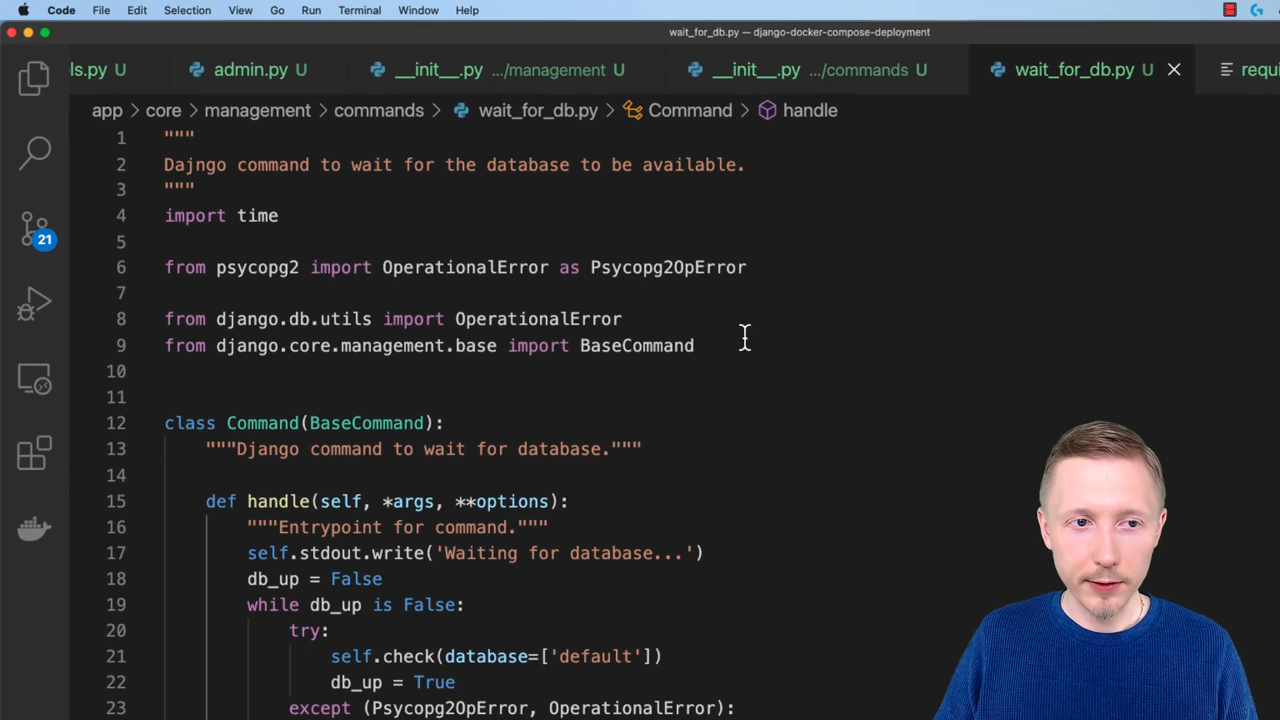 Code File Edit Selection View Go Run Terminal Window Help
wait_for_db.py — django-docker-compose-deployment
ls.py U admin.py U __init__.py .../management U __init__.py .../commands U wait_for_db.py U requi
app > core > management > commands > wait_for_db.py > Command > handle
1 """
2 Dajngo command to wait for the database to be available.
3 """
4 import time
5
6 from psycopg2 import OperationalError as Psycopg2OpError
7
8 from django.db.utils import OperationalError
9 from django.core.management.base import BaseCommand
10
11
12 class Command(BaseCommand):
13 """Django command to wait for database."""
14
15 def handle(self, *args, **options):
16 """Entrypoint for command."""
17 self.stdout.write('Waiting for database...')
18 db_up = False
19 while db_up is False:
20 try:
21 self.check(database=['default'])
22 db_up = True
23 except (Psycopg2OpError, OperationalError):
21